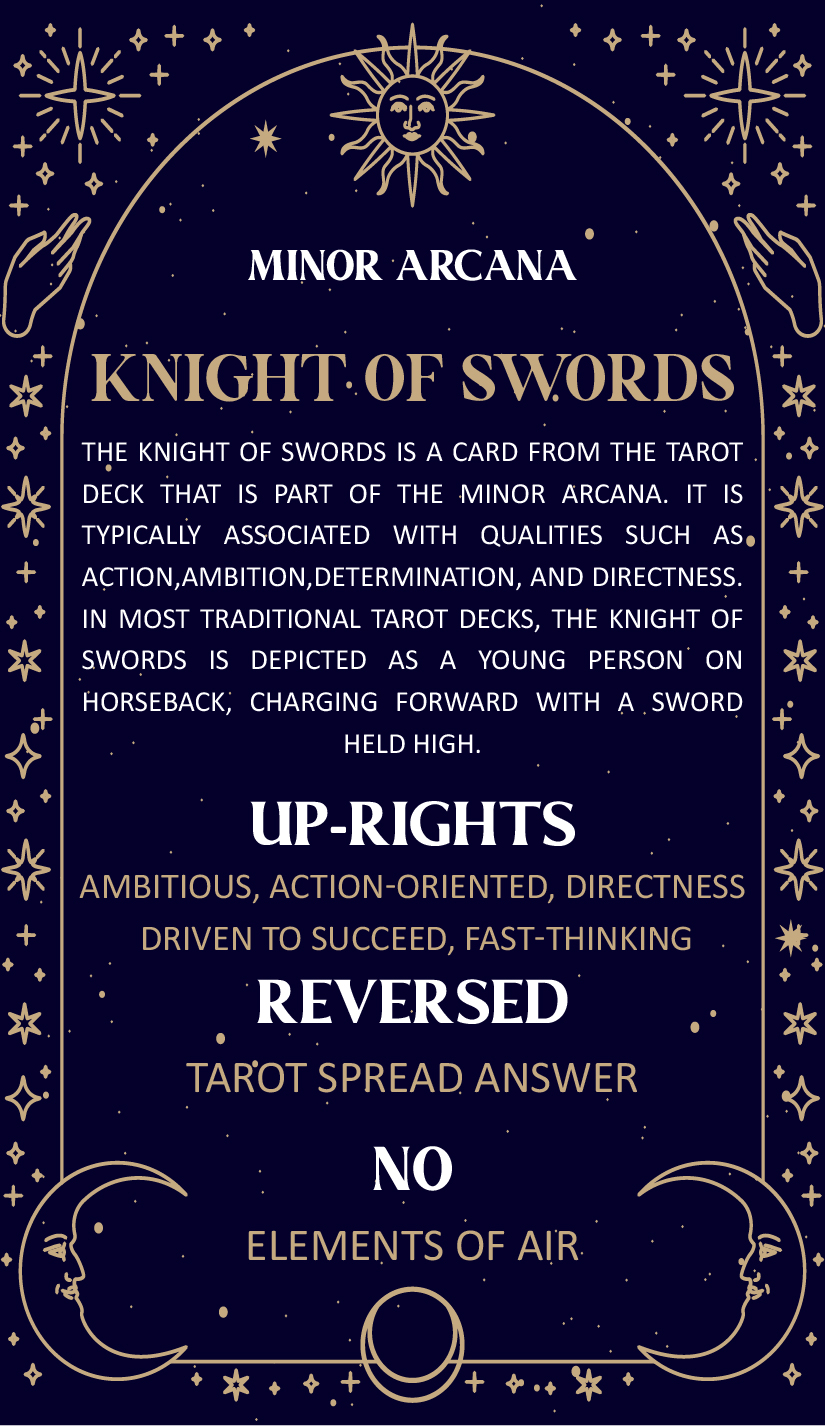 MINOR ARCANA
KNIGHT OF SWORDS
THE KNIGHT OF SWORDS IS A CARD FROM THE TAROT
DECK THAT IS PART OF THE MINOR ARCANA. IT IS
TYPICALLY ASSOCIATED WITH QUALITIES SUCH AS
ACTION,AMBITION,DETERMINATION, AND DIRECTNESS.
IN MOST TRADITIONAL TAROT DECKS, THE KNIGHT OF
SWORDS IS DEPICTED AS A YOUNG PERSON ON
HORSEBACK, CHARGING FORWARD WITH A SWORD
HELD HIGH.
UP-RIGHTS
AMBITIOUS, ACTION-ORIENTED, DIRECTNESS
DRIVEN TO SUCCEED, FAST-THINKING
REVERSED
TAROT SPREAD ANSWER
NO
ELEMENTS OF AIR